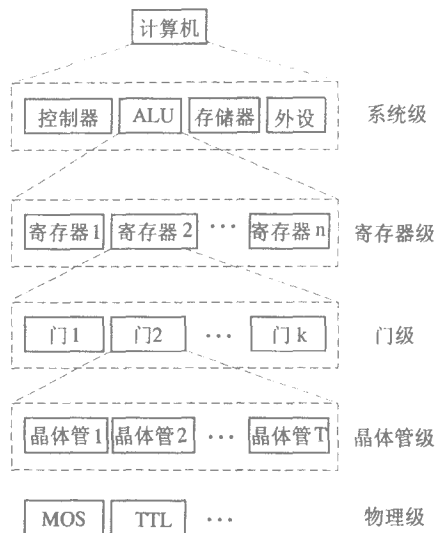 计算机
控制器 ALU 存储器 外设 系统级
寄存器1 寄存器2 … 寄存器n 寄存器级
门1 门2 … 门k 门级
晶体管1 晶体管2 … 晶体管T 晶体管级
MOS TTL … 物理级